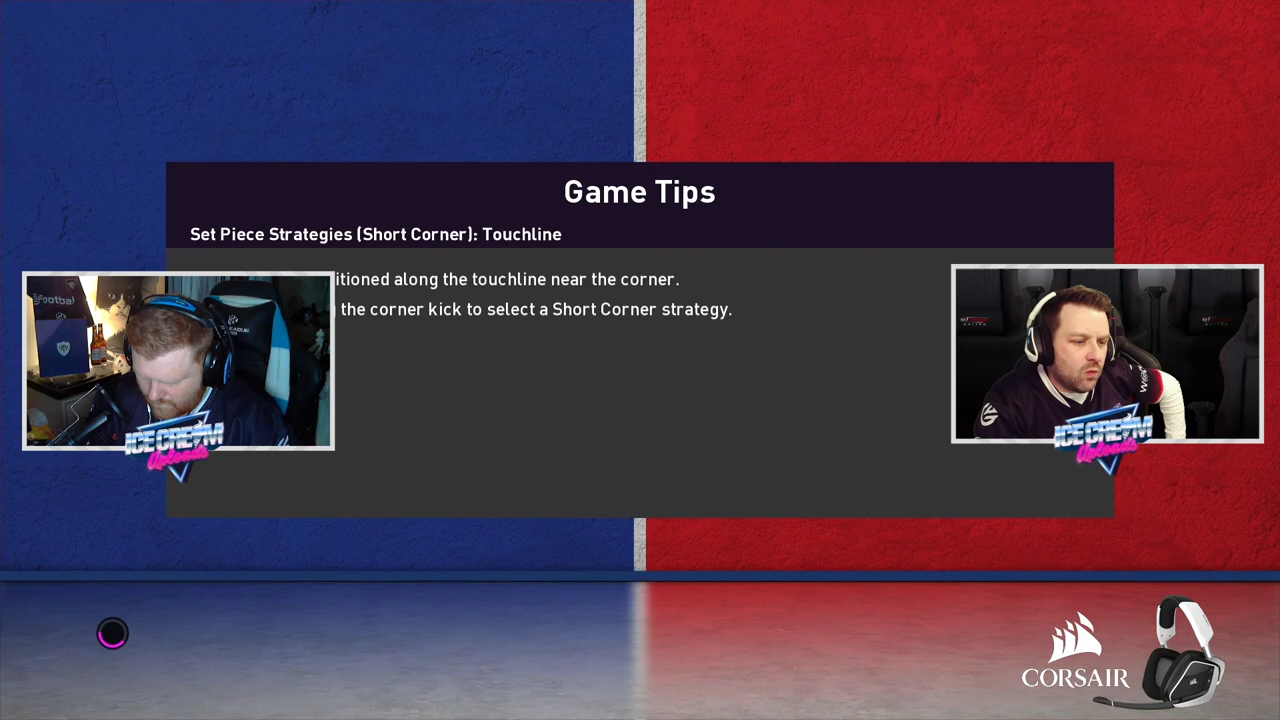 Game Tips
Set Piece Strategies (Short Corner): Touchline
itioned along the touchline near the corner.
the corner kick to select a Short Corner strategy.
football
ICE CREAM
Uploads
ICE CREAM
Uploads
CORSAIR